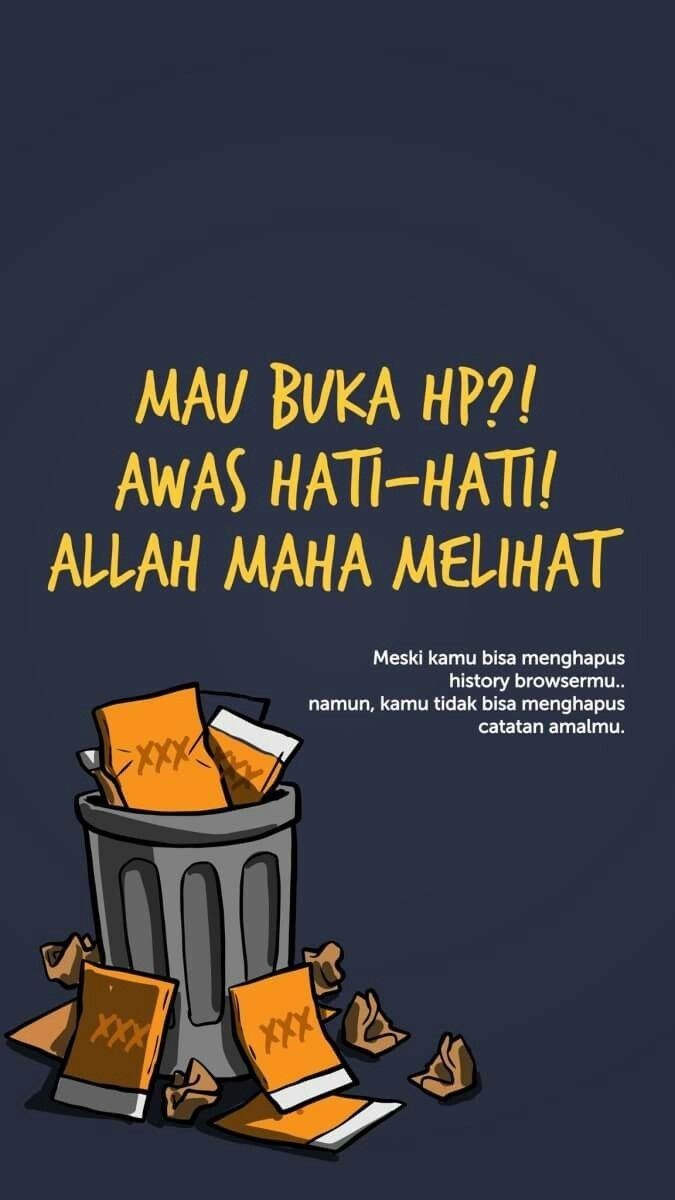 MAU BUKA HP?!
AWAS HATI-HATI!
ALLAH MAHA MELIHAT
Meski kamu bisa menghapus
history browsermu..
namun, kamu tidak bisa menghapus
catatan amalmu.
XXX
XXX
XXX
XXX